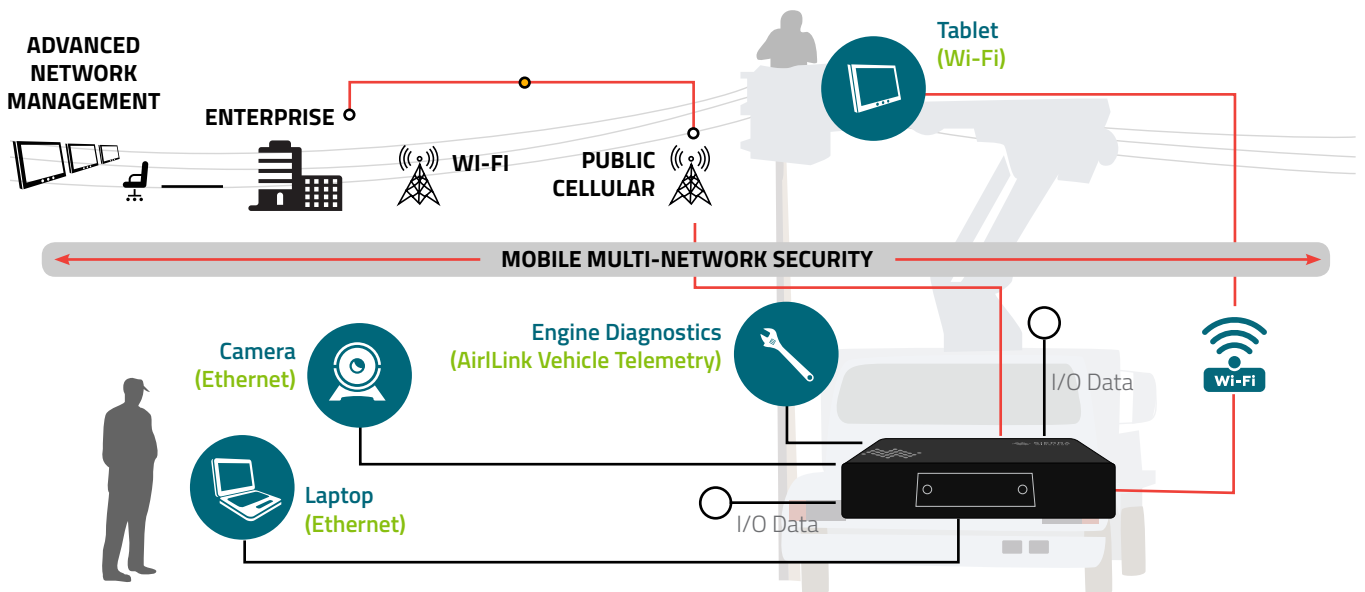 ADVANCED
NETWORK
MANAGEMENT
ENTERPRISE
WI-FI
PUBLIC
CELLULAR
Tablet
(Wi-Fi)
MOBILE MULTI-NETWORK SECURITY
Camera
(Ethernet)
Engine Diagnostics
(AirlLink Vehicle Telemetry)
I/O Data
Wi-Fi
Laptop
(Ethernet)
I/O Data